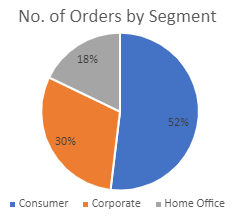 No. of Orders by Segment
18%
52%
30%
Consumer Corporate Home Office